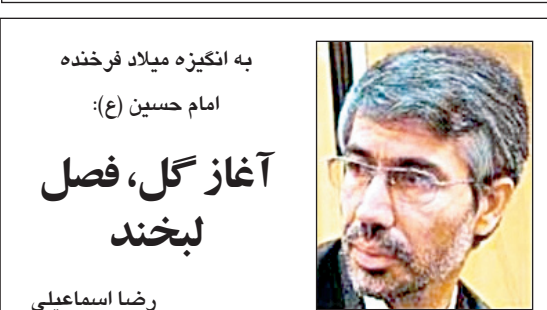 به انگیزه میلاد فرخنده
امام حسین (ع):
آغاز گل، فصل
لبخند
رضا اسماعیلی